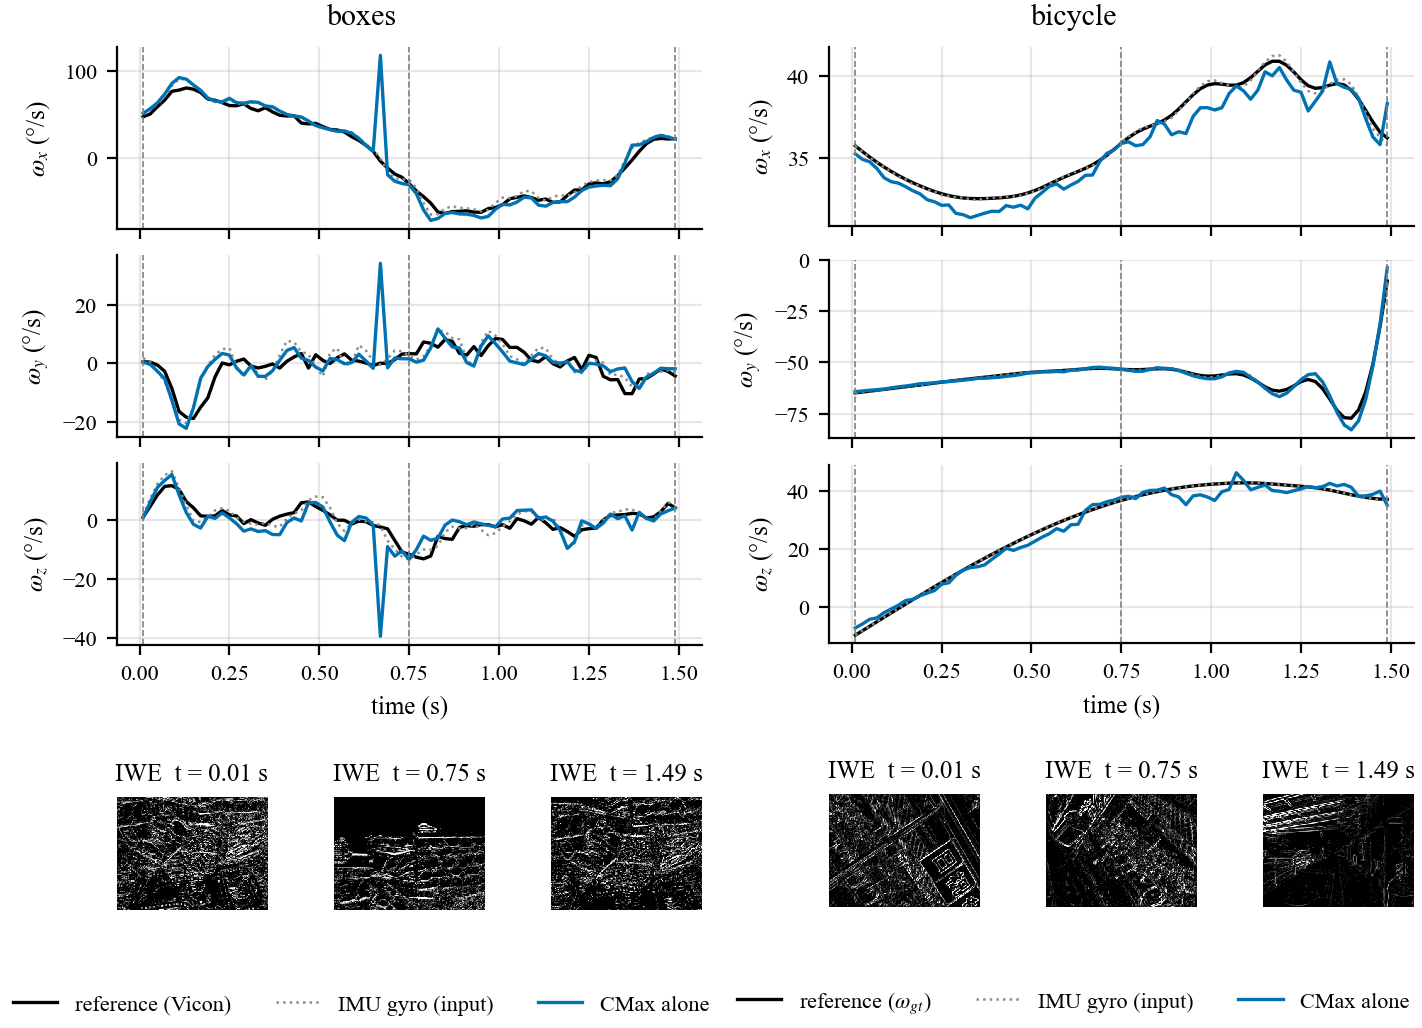 boxes
bicycle
ωx (°/s)
100
0
ωx (°/s)
40
35
ωy (°/s)
20
0
−20
ωy (°/s)
0
−25
−50
−75
ωz (°/s)
0
−20
−40
ωz (°/s)
40
20
0
0.00 0.25 0.50 0.75 1.00 1.25 1.50
0.00 0.25 0.50 0.75 1.00 1.25 1.50
time (s)
time (s)
IWE t = 0.01 s IWE t = 0.75 s IWE t = 1.49 s
IWE t = 0.01 s IWE t = 0.75 s IWE t = 1.49 s
reference (Vicon) IMU gyro (input) CMax alone
reference (ωgt) IMU gyro (input) CMax alone